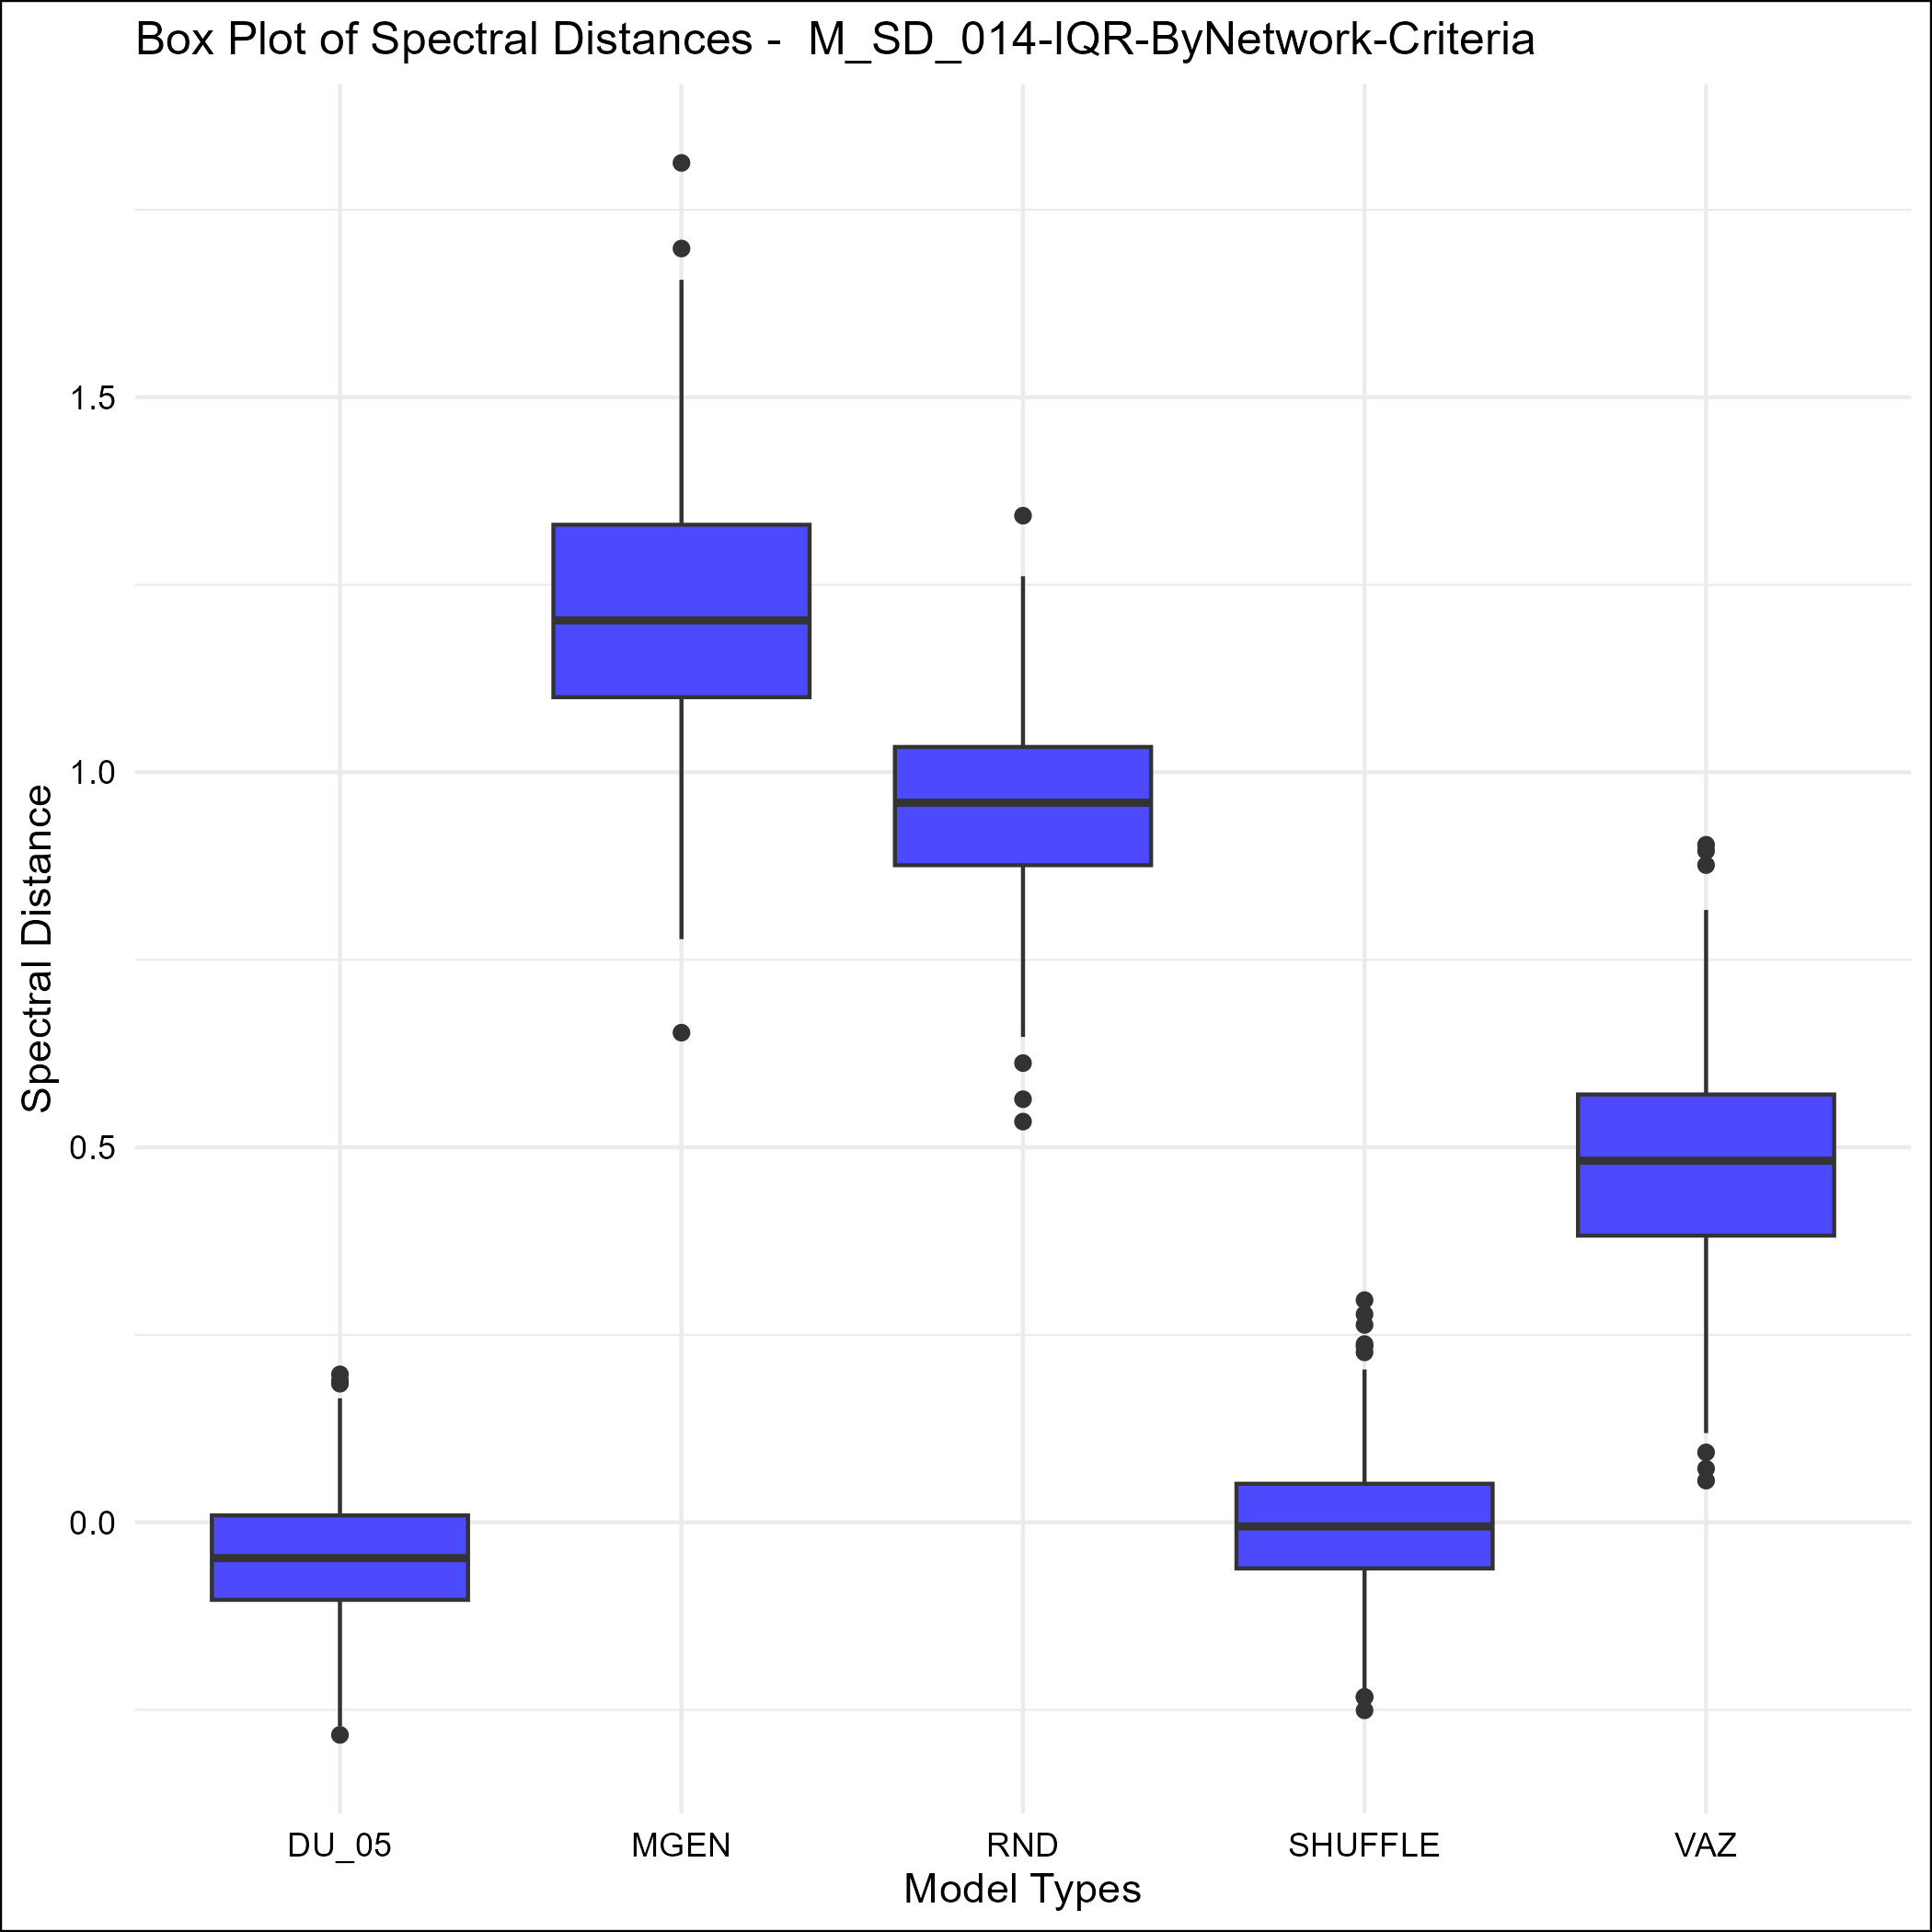 Box Plot of Spectral Distances -  M_SD_014-IQR-ByNetwork-Criteria
Spectral Distance
1.5
1.0
0.5
0.0
DU_05 MGEN RND SHUFFLE VAZ
Model Types